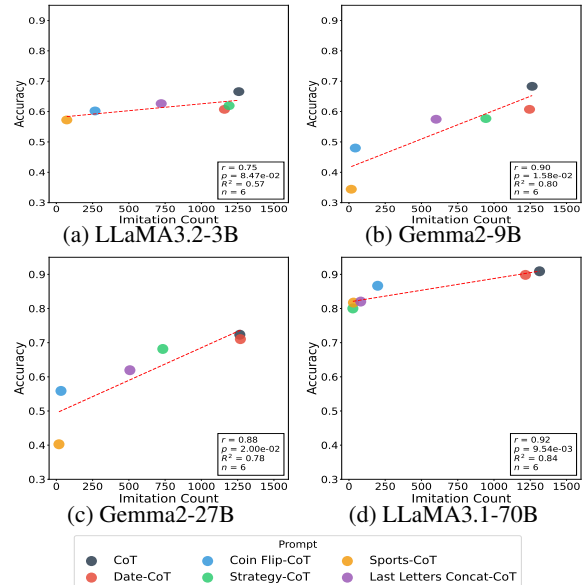 0.9
0.8
0.7
0.6
0.5
0.4
0.3
Accuracy
r = 0.75
p = 8.47e-02
R² = 0.57
n = 6
0 250 500 750 1000 1250 1500
Imitation Count
(a) LLaMA3.2-3B
0.9
0.8
0.7
0.6
0.5
0.4
0.3
Accuracy
r = 0.90
p = 1.58e-02
R² = 0.80
n = 6
0 250 500 750 1000 1250 1500
Imitation Count
(b) Gemma2-9B
0.9
0.8
0.7
0.6
0.5
0.4
0.3
Accuracy
r = 0.88
p = 2.00e-02
R² = 0.78
n = 6
0 250 500 750 1000 1250 1500
Imitation Count
(c) Gemma2-27B
0.9
0.8
0.7
0.6
0.5
0.4
0.3
Accuracy
r = 0.92
p = 9.54e-03
R² = 0.84
n = 6
0 250 500 750 1000 1250 1500
Imitation Count
(d) LLaMA3.1-70B
Prompt
CoT Coin Flip-CoT Sports-CoT
Date-CoT Strategy-CoT Last Letters Concat-CoT